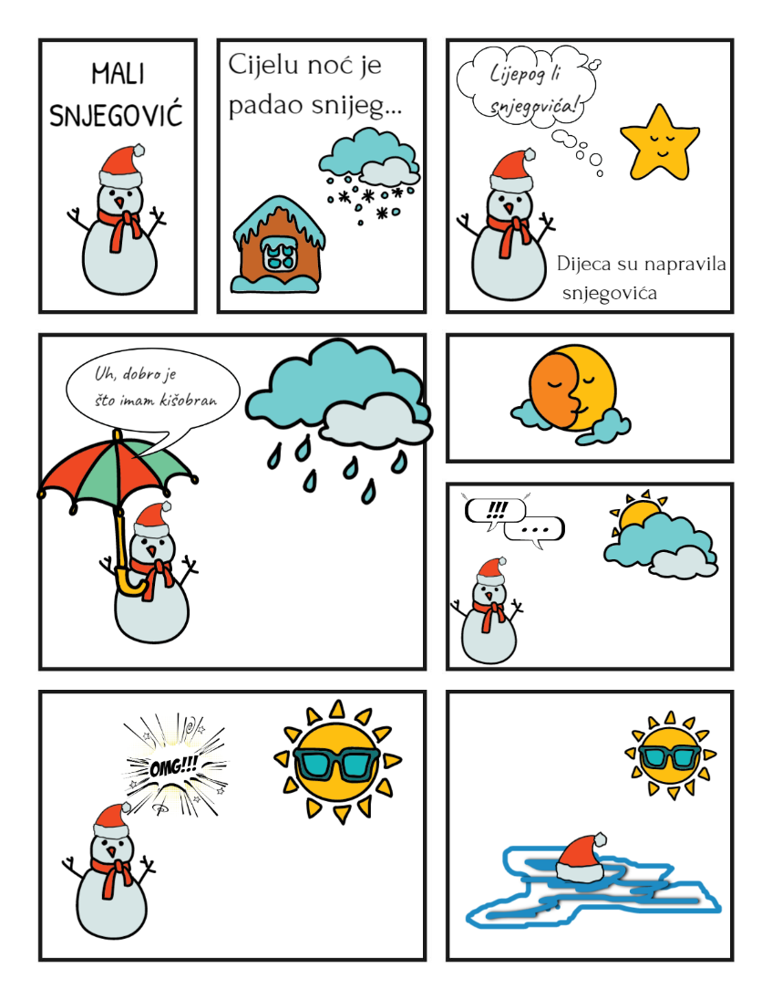 MALI
SNJEGOVIĆ
Cijelu noć je
padao snijeg...
Lijepog li
snjegovića!
Dijeca su napravila
snjegovića
Uh, dobro je
što imam kišobran
!!!
...
OMG!!!